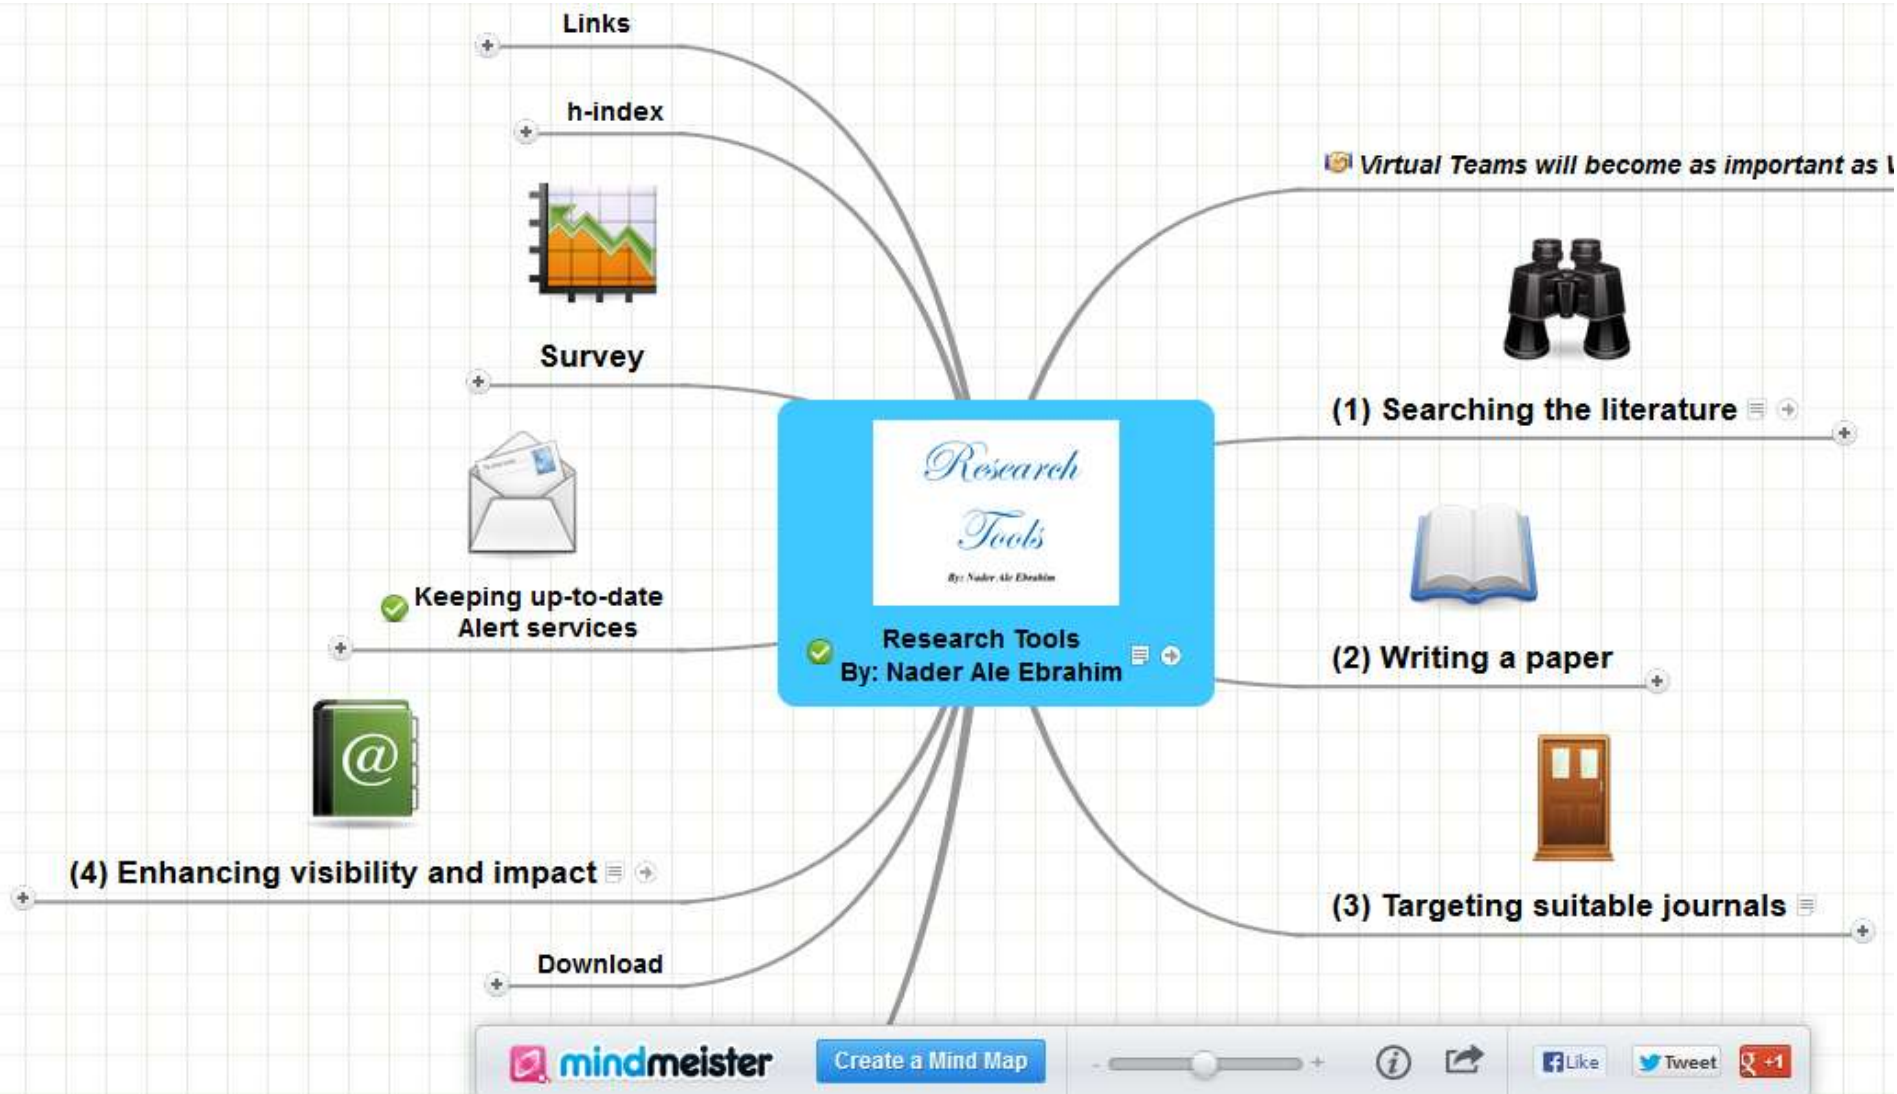 Links
h-index
Survey
Keeping up-to-date
Alert services
(4) Enhancing visibility and impact
Download
Research
Tools
By: Nader Ale Ebrahim
Research Tools
By: Nader Ale Ebrahim
Virtual Teams will become as important as
(1) Searching the literature
(2) Writing a paper
(3) Targeting suitable journals
mindmeister
Create a Mind Map
- +
Like
Tweet
+1